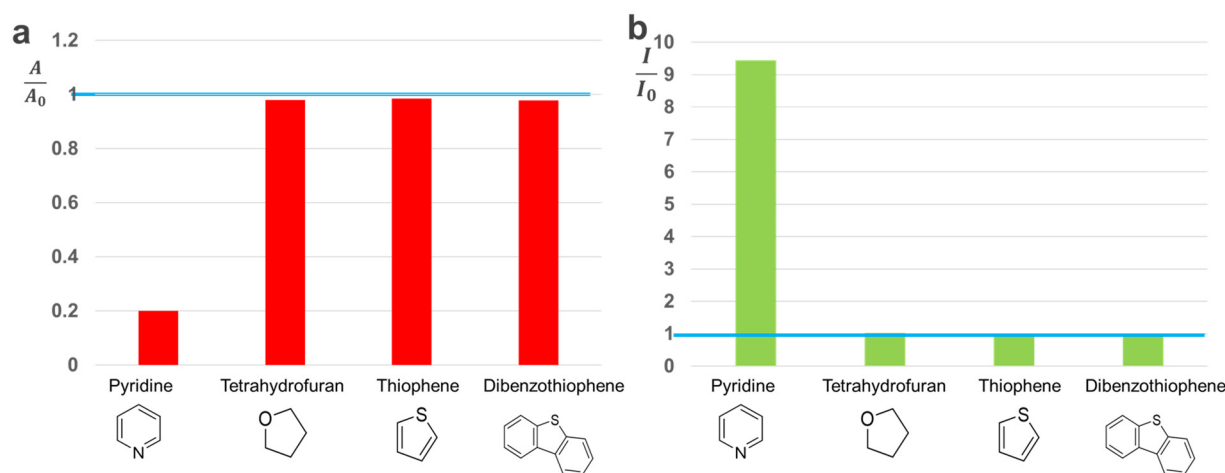 a
A
A0
1.2
1
0.8
0.6
0.4
0.2
0
Pyridine Tetrahydrofuran Thiophene Dibenzothiophene
N O S S
b
I
I0
10
9
8
7
6
5
4
3
2
1
0
Pyridine Tetrahydrofuran Thiophene Dibenzothiophene
N O S S